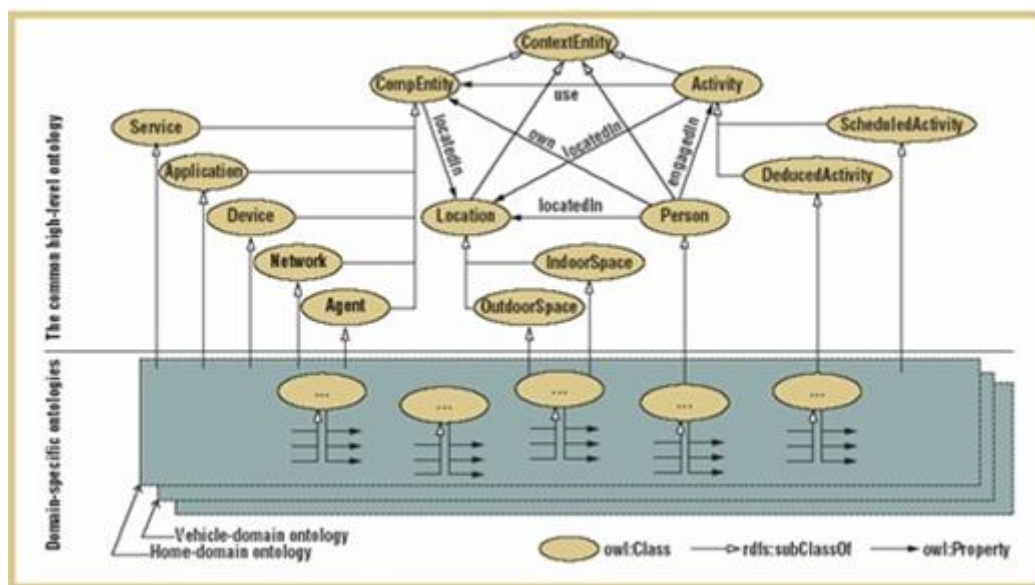 ContextEntity
CompEntity
Activity
use
Service
ScheduledActivity
locatedIn
own
locatedIn
engagedIn
Application
DeducedActivity
Device
Location
locatedIn
Person
Network
IndoorSpace
Agent
OutdoorSpace
The common high-level ontology
Domain-specific ontologies
...
...
...
...
...
Vehicle-domain ontology
Home-domain ontology
owl:Class
rdfs:subClassOf
owl:Property